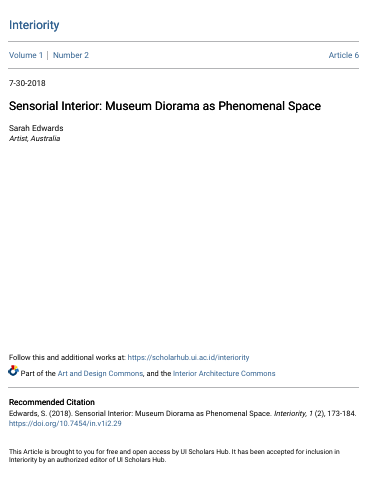 Interiority
Volume 1 | Number 2 Article 6
7-30-2018
Sensorial Interior: Museum Diorama as Phenomenal Space
Sarah Edwards
Artist, Australia
Follow this and additional works at: https://scholarhub.ui.ac.id/interiority
Part of the Art and Design Commons, and the Interior Architecture Commons
Recommended Citation
Edwards, S. (2018). Sensorial Interior: Museum Diorama as Phenomenal Space. Interiority, 1 (2), 173-184.
https://doi.org/10.7454/in.v1i2.29
This Article is brought to you for free and open access by UI Scholars Hub. It has been accepted for inclusion in
Interiority by an authorized editor of UI Scholars Hub.